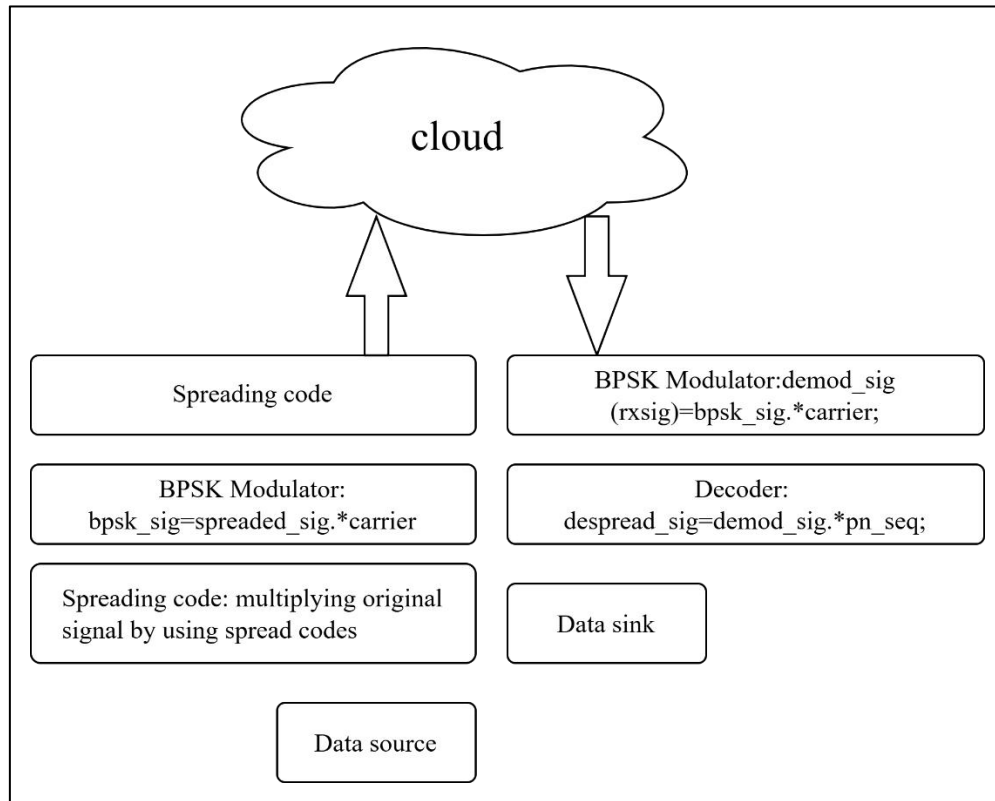 cloud
Spreading code
BPSK Modulator:
bpsk_sig=spreaded_sig.*carrier
Spreading code: multiplying original
signal by using spread codes
Data source
BPSK Modulator:demod_sig
(rxsig)=bpsk_sig.*carrier;
Decoder:
despread_sig=demod_sig.*pn_seq;
Data sink